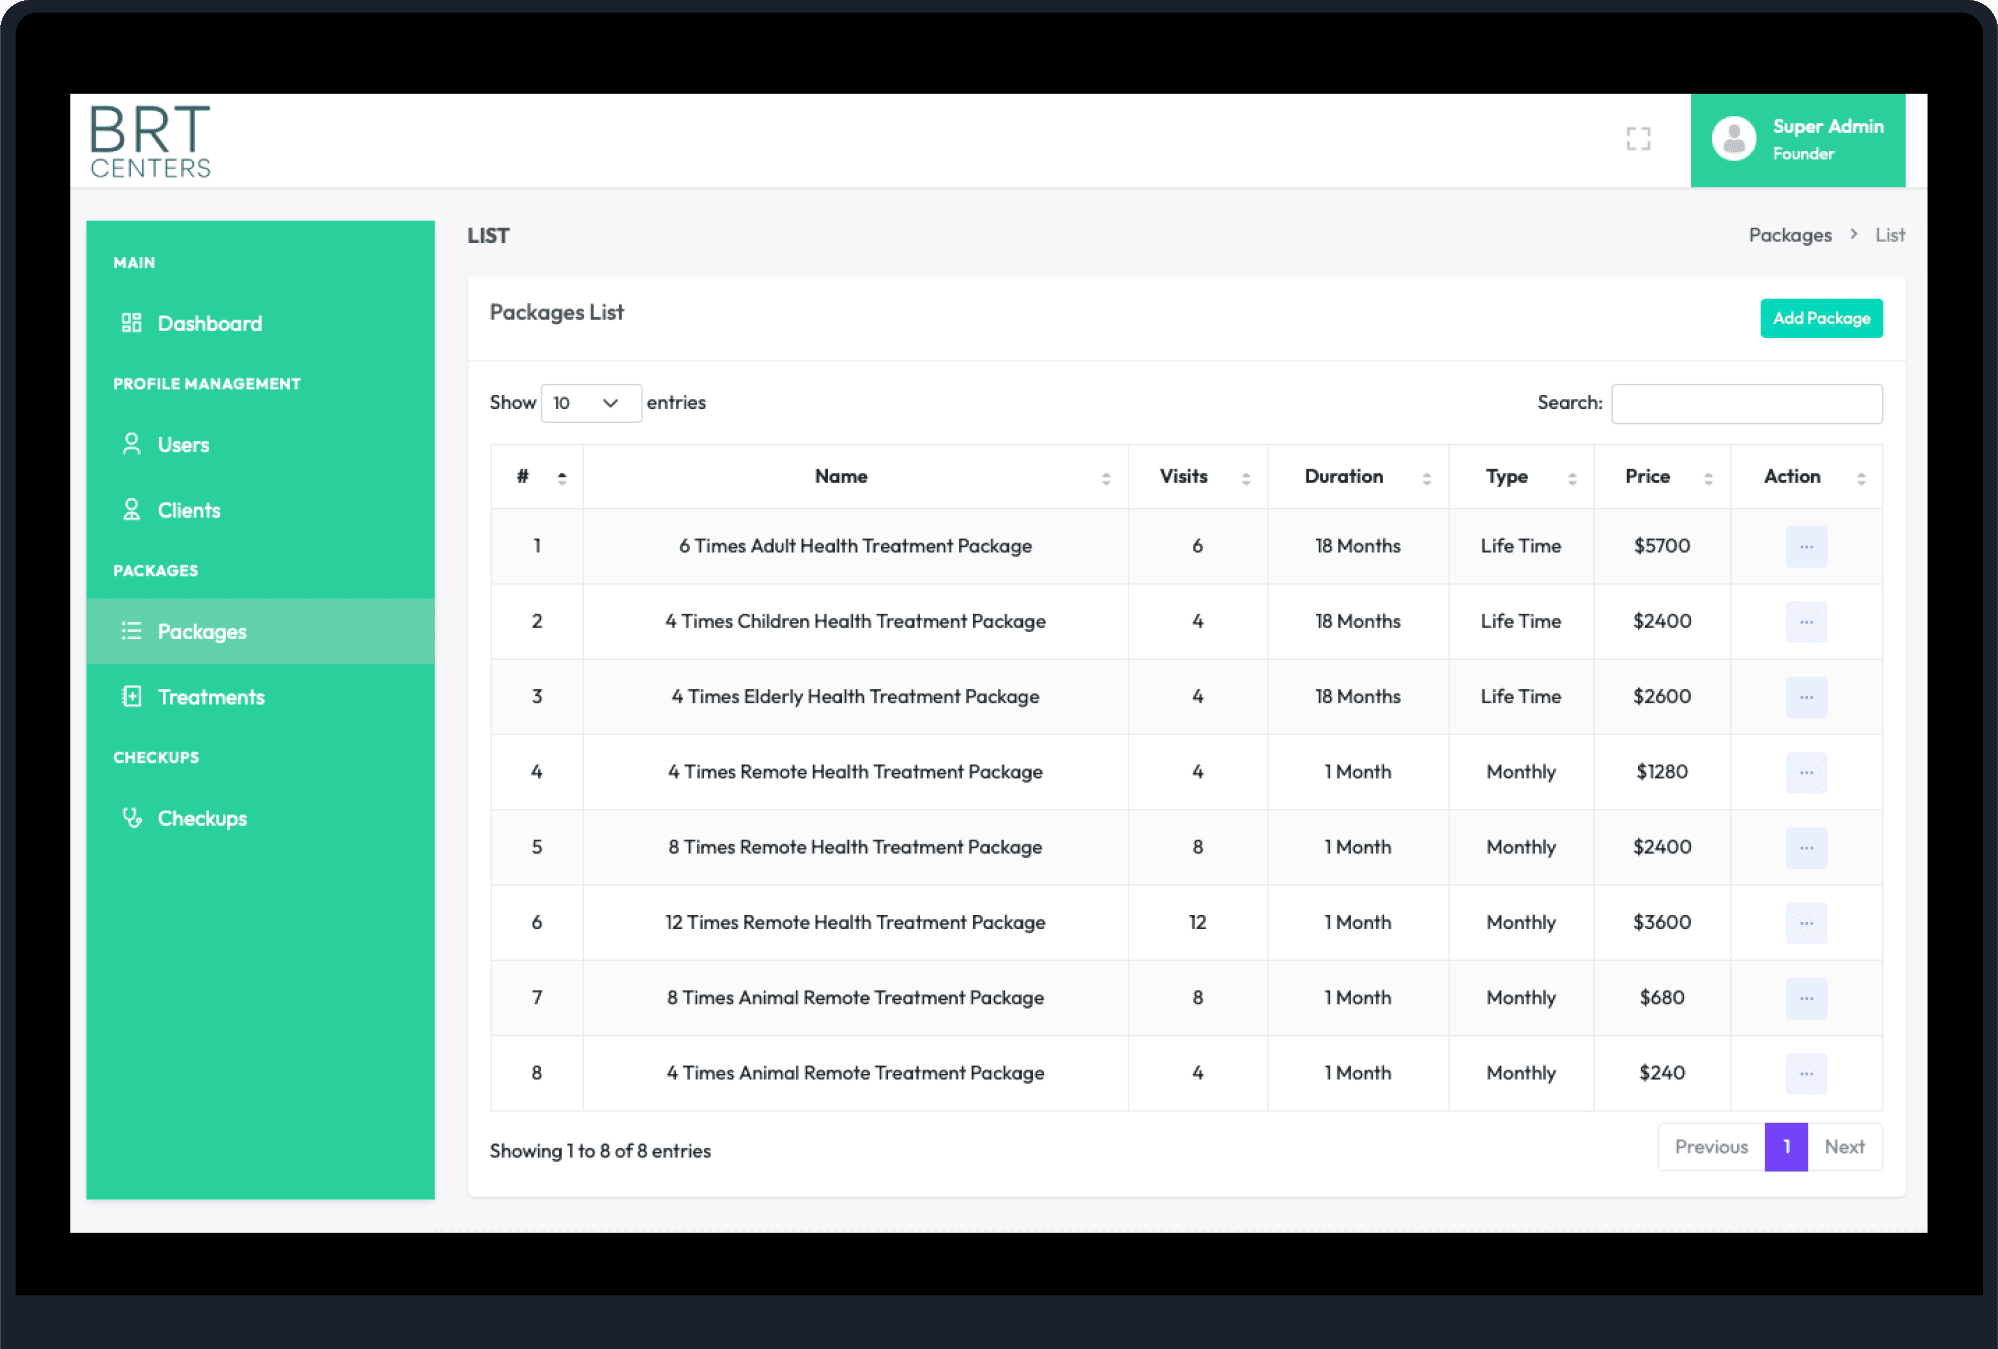 BRT
CENTERS
Super Admin
Founder
MAIN
Dashboard
PROFILE MANAGEMENT
Users
Clients
PACKAGES
Packages
Treatments
CHECKUPS
Checkups
LIST
Packages > List
Packages List
Add Package
Show 10 entries
Search:
# Name Visits Duration Type Price Action
1 6 Times Adult Health Treatment Package 6 18 Months Life Time $5700 ...
2 4 Times Children Health Treatment Package 4 18 Months Life Time $2400 ...
3 4 Times Elderly Health Treatment Package 4 18 Months Life Time $2600 ...
4 4 Times Remote Health Treatment Package 4 1 Month Monthly $1280 ...
5 8 Times Remote Health Treatment Package 8 1 Month Monthly $2400 ...
6 12 Times Remote Health Treatment Package 12 1 Month Monthly $3600 ...
7 8 Times Animal Remote Treatment Package 8 1 Month Monthly $680 ...
8 4 Times Animal Remote Treatment Package 4 1 Month Monthly $240 ...
Showing 1 to 8 of 8 entries
Previous 1 Next